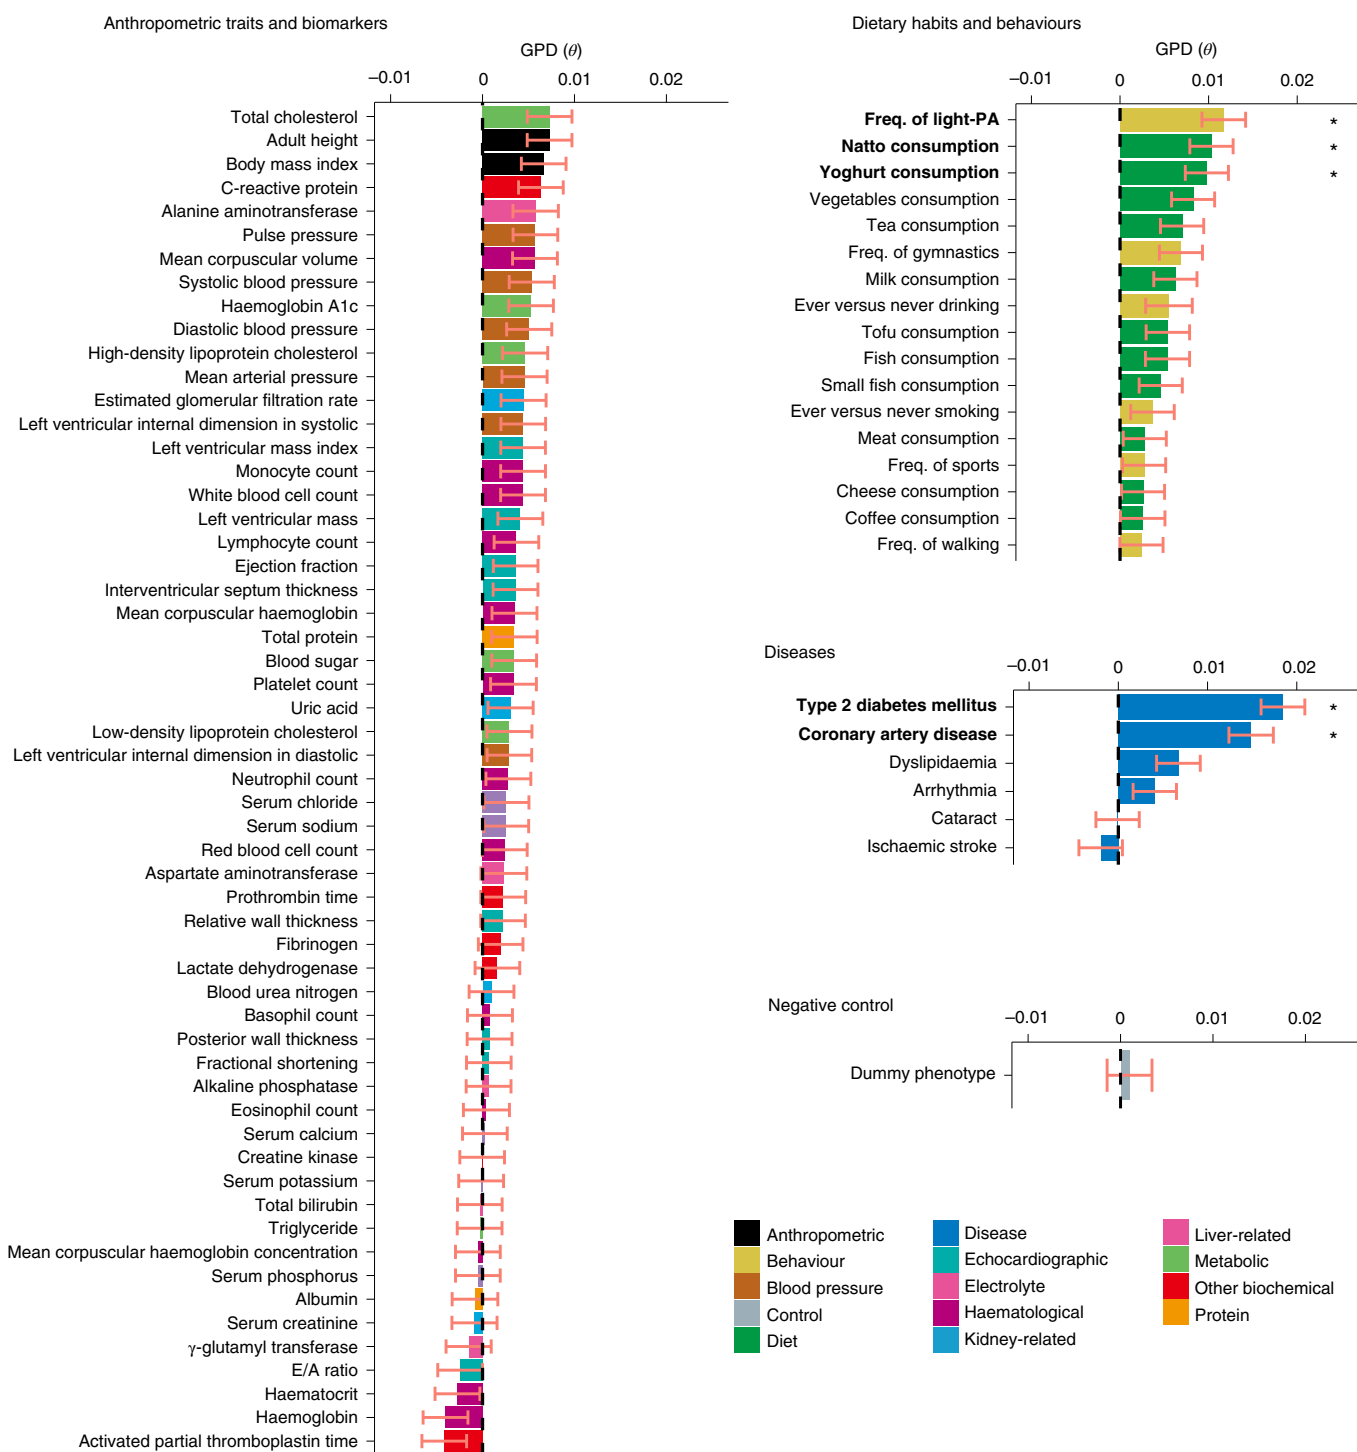 Anthropometric traits and biomarkers
GPD (θ)
−0.01 0 0.01 0.02
Total cholesterol
Adult height
Body mass index
C-reactive protein
Alanine aminotransferase
Pulse pressure
Mean corpuscular volume
Systolic blood pressure
Haemoglobin A1c
Diastolic blood pressure
High-density lipoprotein cholesterol
Mean arterial pressure
Estimated glomerular filtration rate
Left ventricular internal dimension in systolic
Left ventricular mass index
Monocyte count
White blood cell count
Left ventricular mass
Lymphocyte count
Ejection fraction
Interventricular septum thickness
Mean corpuscular haemoglobin
Total protein
Blood sugar
Platelet count
Uric acid
Low-density lipoprotein cholesterol
Left ventricular internal dimension in diastolic
Neutrophil count
Serum chloride
Serum sodium
Red blood cell count
Aspartate aminotransferase
Prothrombin time
Relative wall thickness
Fibrinogen
Lactate dehydrogenase
Blood urea nitrogen
Basophil count
Posterior wall thickness
Fractional shortening
Alkaline phosphatase
Eosinophil count
Serum calcium
Creatine kinase
Serum potassium
Total bilirubin
Triglyceride
Mean corpuscular haemoglobin concentration
Serum phosphorus
Albumin
Serum creatinine
γ-glutamyl transferase
E/A ratio
Haematocrit
Haemoglobin
Activated partial thromboplastin time
Dietary habits and behaviours
GPD (θ)
−0.01 0 0.01 0.02
Freq. of light-PA *
Natto consumption *
Yoghurt consumption *
Vegetables consumption
Tea consumption
Freq. of gymnastics
Milk consumption
Ever versus never drinking
Tofu consumption
Fish consumption
Small fish consumption
Ever versus never smoking
Meat consumption
Freq. of sports
Cheese consumption
Coffee consumption
Freq. of walking
Diseases
−0.01 0 0.01 0.02
Type 2 diabetes mellitus *
Coronary artery disease *
Dyslipidaemia
Arrhythmia
Cataract
Ischaemic stroke
Negative control
−0.01 0 0.01 0.02
Dummy phenotype
Anthropometric
Behaviour
Blood pressure
Control
Diet
Disease
Echocardiographic
Electrolyte
Haematological
Kidney-related
Liver-related
Metabolic
Other biochemical
Protein